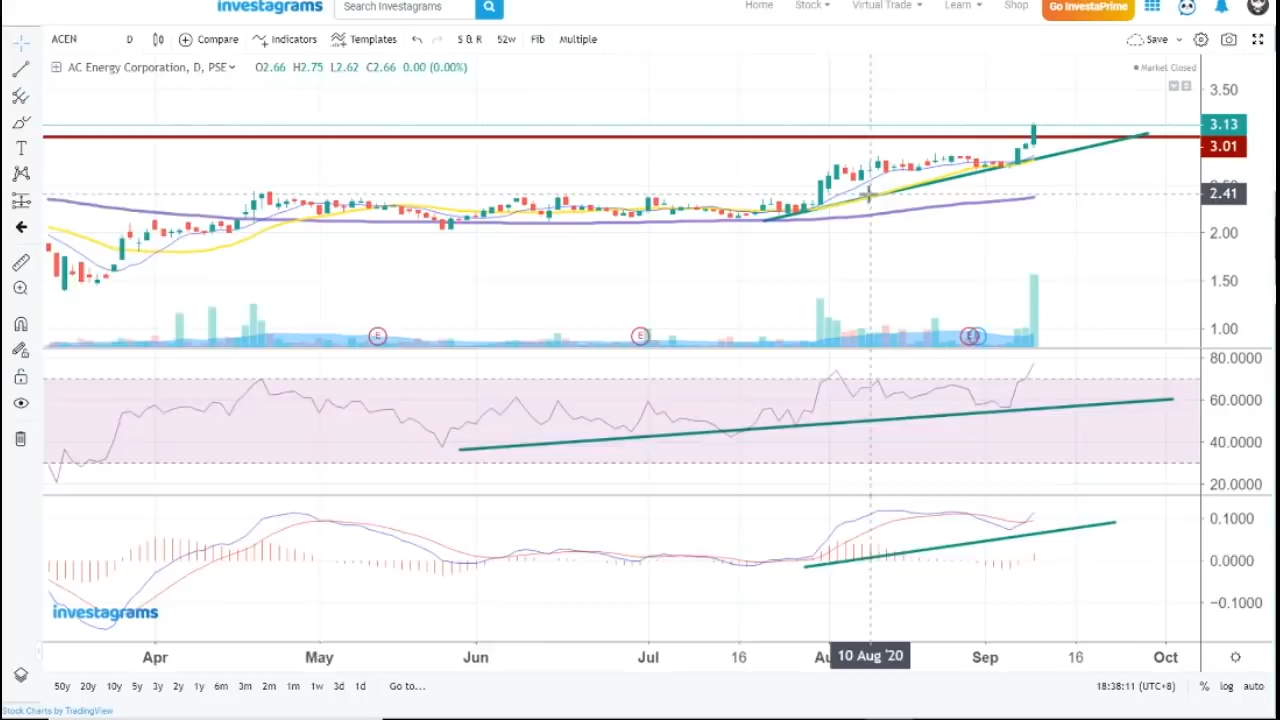 investagrams Search Investagrams Home Stock Virtual Trade Learn Shop Go InvestaPrime
ACEN D Compare Indicators Templates S & R 52w Fib Multiple Save
AC Energy Corporation, D, PSE O2.66 H2.75 L2.62 C2.66 0.00 (0.00%) Market Closed
3.50
3.13
3.01
2.41
2.00
1.50
1.00
E E E
80.0000
60.0000
40.0000
20.0000
0.1000
0.0000
−0.1000
investagrams
Apr May Jun Jul 16 10 Aug '20 Sep 16 Oct
50y 20y 10y 5y 3y 2y 1y 6m 3m 2m 1m 1w 3d 1d Go to... 18:38:11 (UTC+8) % log auto
Stock Charts by TradingView